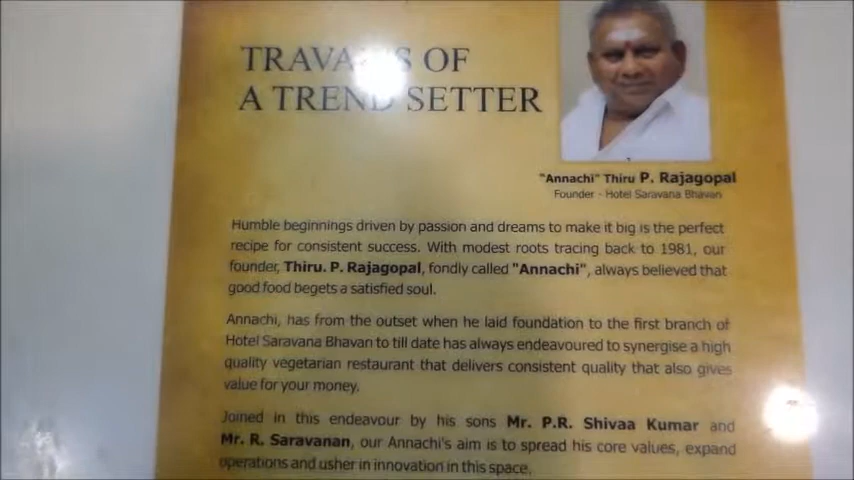 TRAVAILS OF
A TREND SETTER
"Annachi" Thiru P. Rajagopal
Founder - Hotel Saravana Bhavan
Humble beginnings driven by passion and dreams to make it big is the perfect
recipe for consistent success. With modest roots tracing back to 1981, our
founder, Thiru. P. Rajagopal, fondly called "Annachi", always believed that
good food begets a satisfied soul.
Annachi, has from the outset when he laid foundation to the first branch of
Hotel Saravana Bhavan to till date has always endeavoured to synergise a high
quality vegetarian restaurant that delivers consistent quality that also gives
value for your money.
Joined in this endeavour by his sons Mr. P.R. Shivaa Kumar and
Mr. R. Saravanan, our Annachi's aim is to spread his core values, expand
operations and usher in innovation in this space.